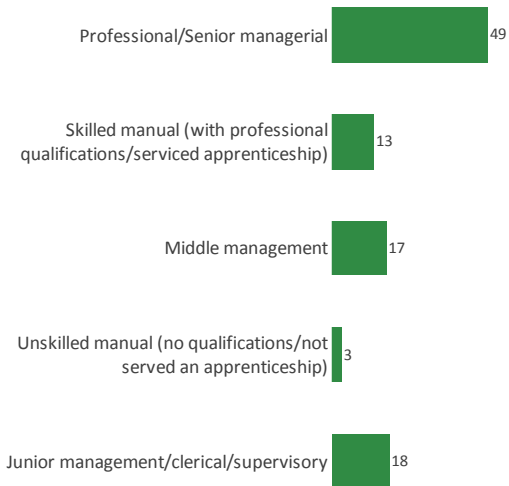 Professional/Senior managerial
49
Skilled manual (with professional
qualifications/serviced apprenticeship)
13
Middle management
17
Unskilled manual (no qualifications/not
served an apprenticeship)
3
Junior management/clerical/supervisory
18